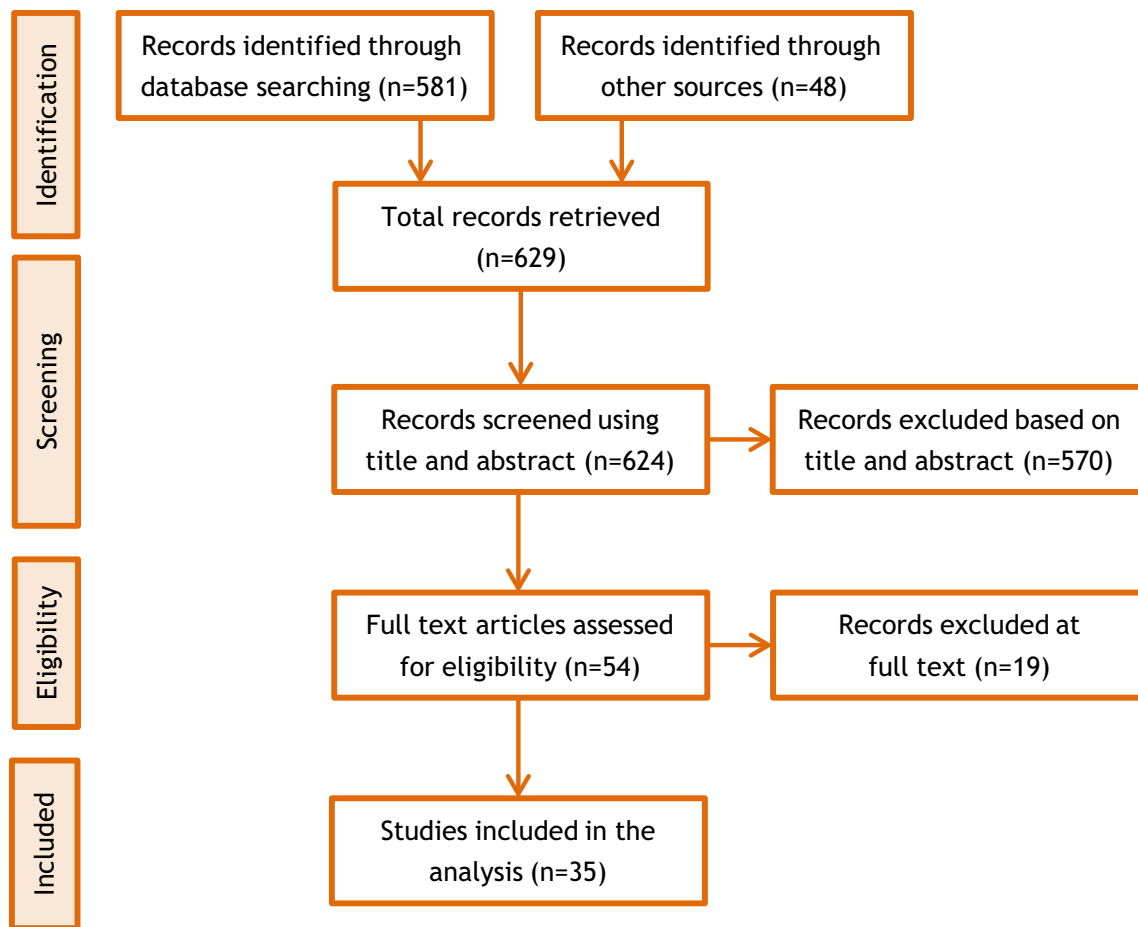 Identification
Records identified through
database searching (n=581)
Records identified through
other sources (n=48)
Total records retrieved
(n=629)
Screening
Records screened using
title and abstract (n=624)
Records excluded based on
title and abstract (n=570)
Eligibility
Full text articles assessed
for eligibility (n=54)
Records excluded at
full text (n=19)
Included
Studies included in the
analysis (n=35)